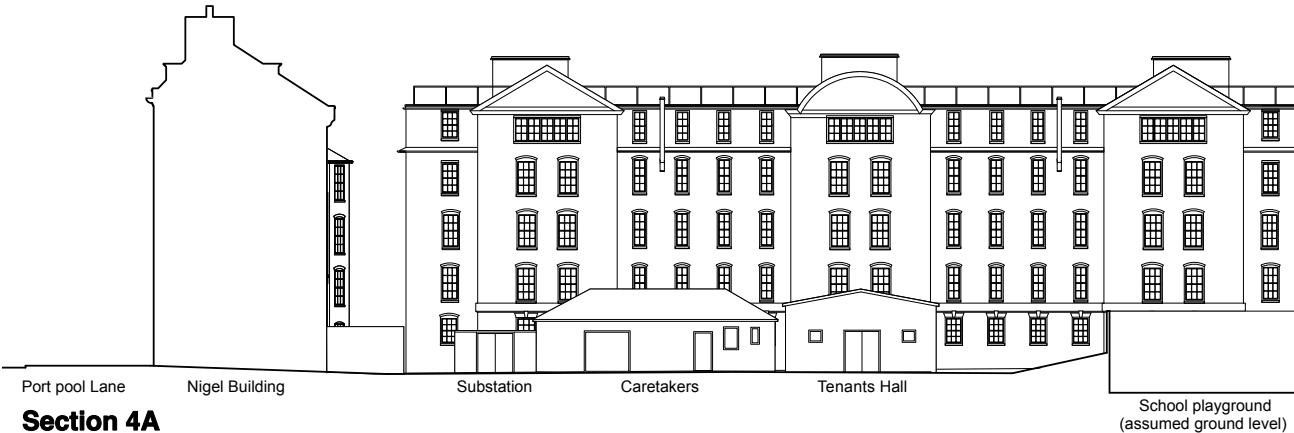 Port pool Lane
Nigel Building
Substation
Caretakers
Tenants Hall
School playground
(assumed ground level)
Section 4A